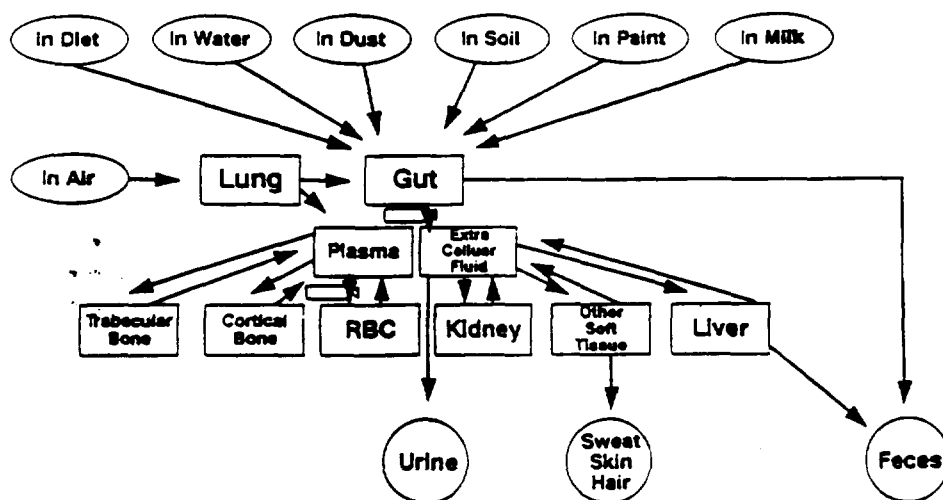 In Diet
In Water
In Dust
In Soil
In Paint
In Milk
In Air
Lung
Gut
Plasma
Extra
Celluer
Fluid
Trabecular
Bone
Cortical
Bone
RBC
Kidney
Other
Soft
Tissue
Liver
Urine
Sweat
Skin
Hair
Feces